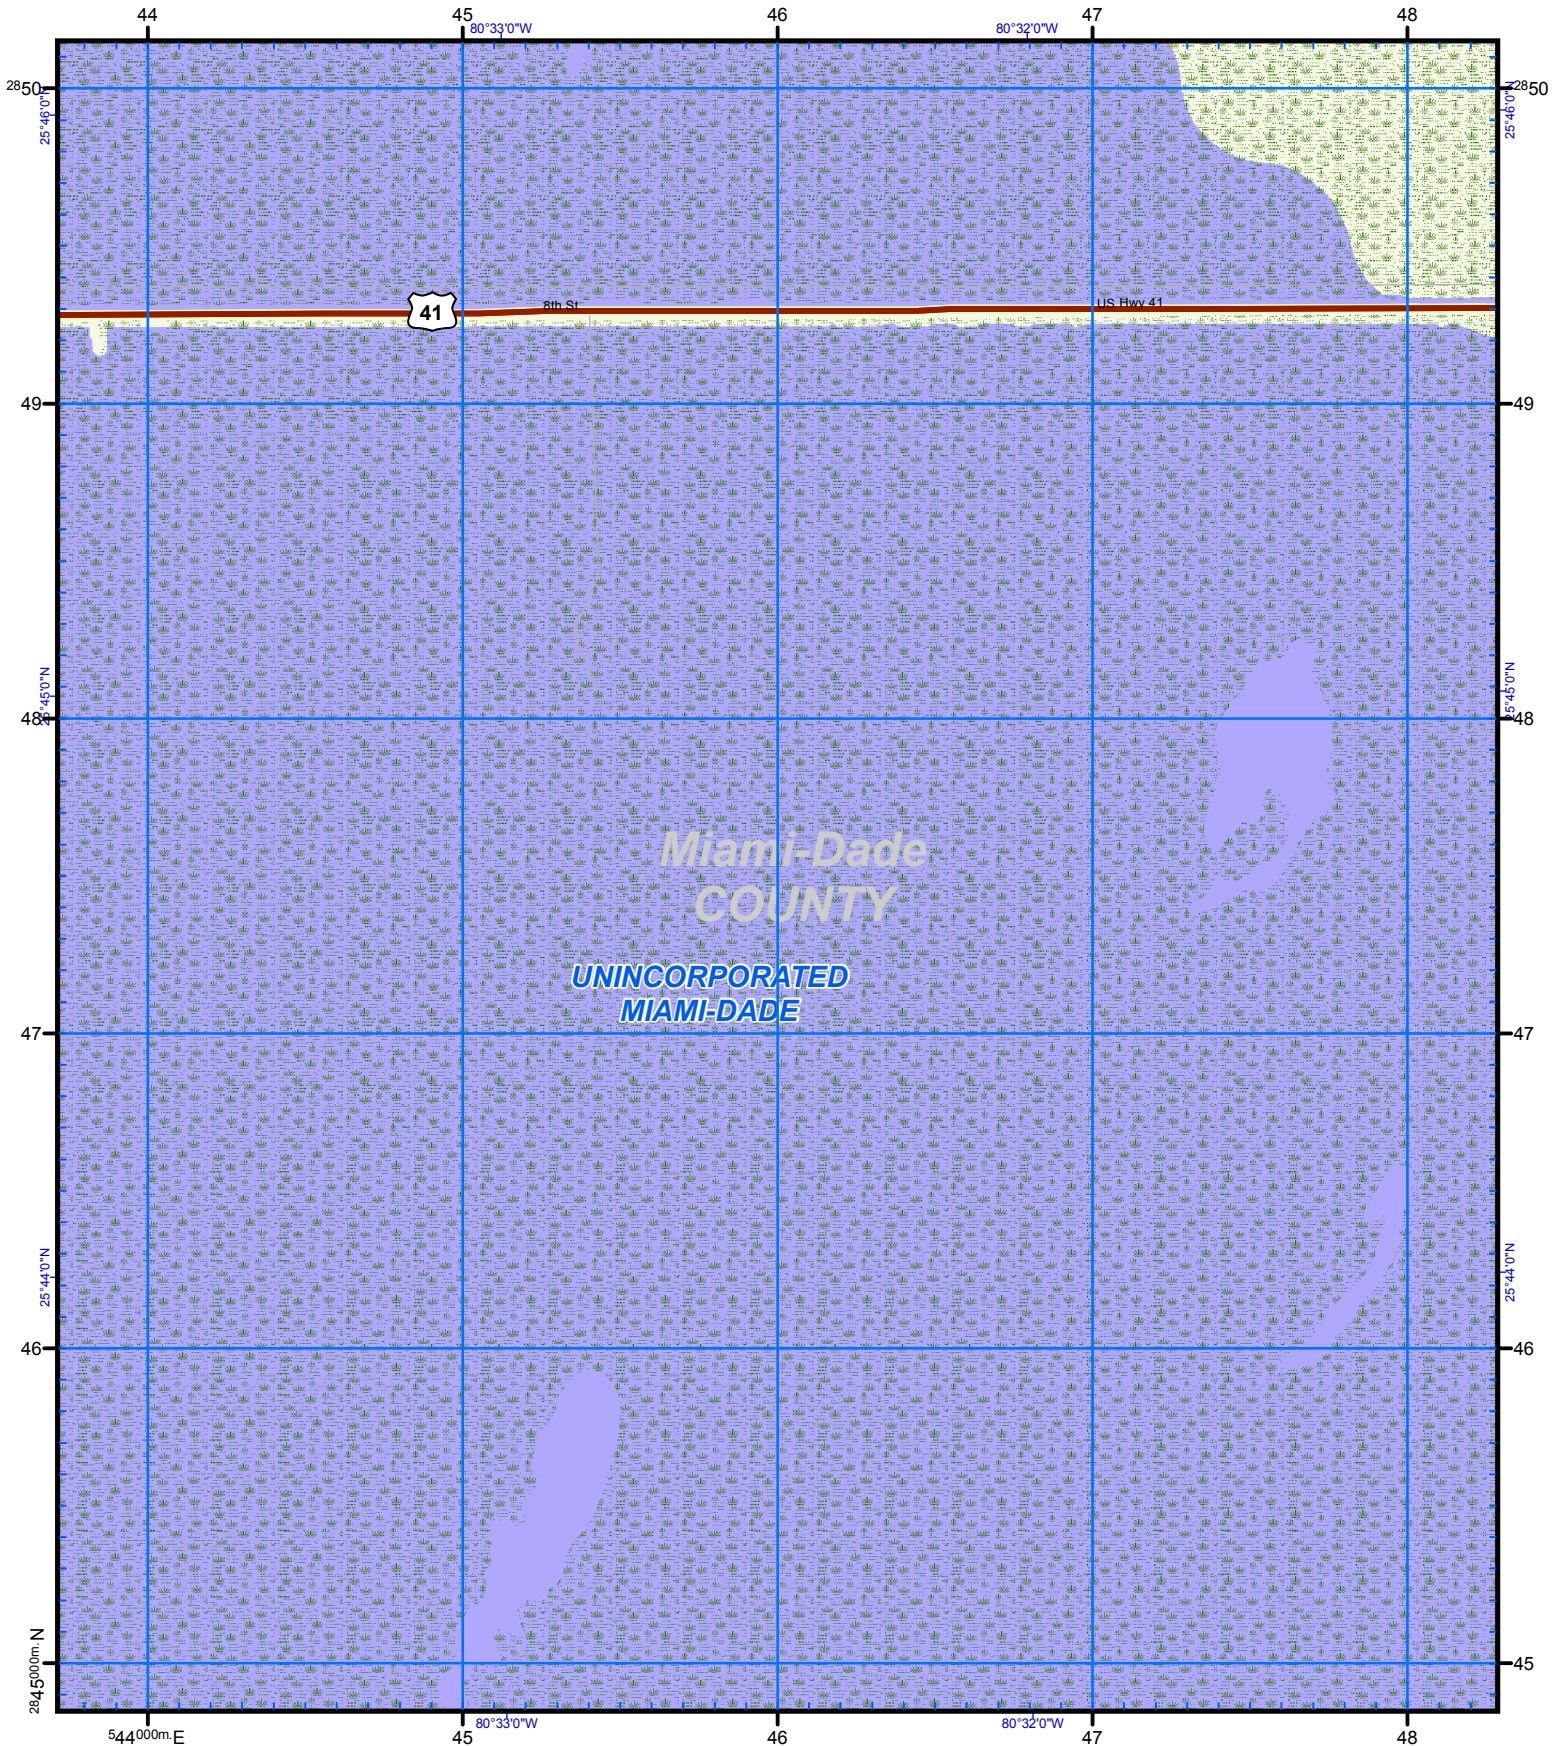 44 45 46 47 48
80°33'0"W 80°32'0"W
2850 2850
25°46'0"N 25°46'0"N
8th St US Hwy 41
41
49 49
25°45'0"N 25°45'0"N
48 48
Miami-Dade
COUNTY
UNINCORPORATED
MIAMI-DADE
47 47
25°44'0"N 25°44'0"N
46 46
2845000m. N 45
80°33'0"W 80°32'0"W
544000m. E 45 46 47 48